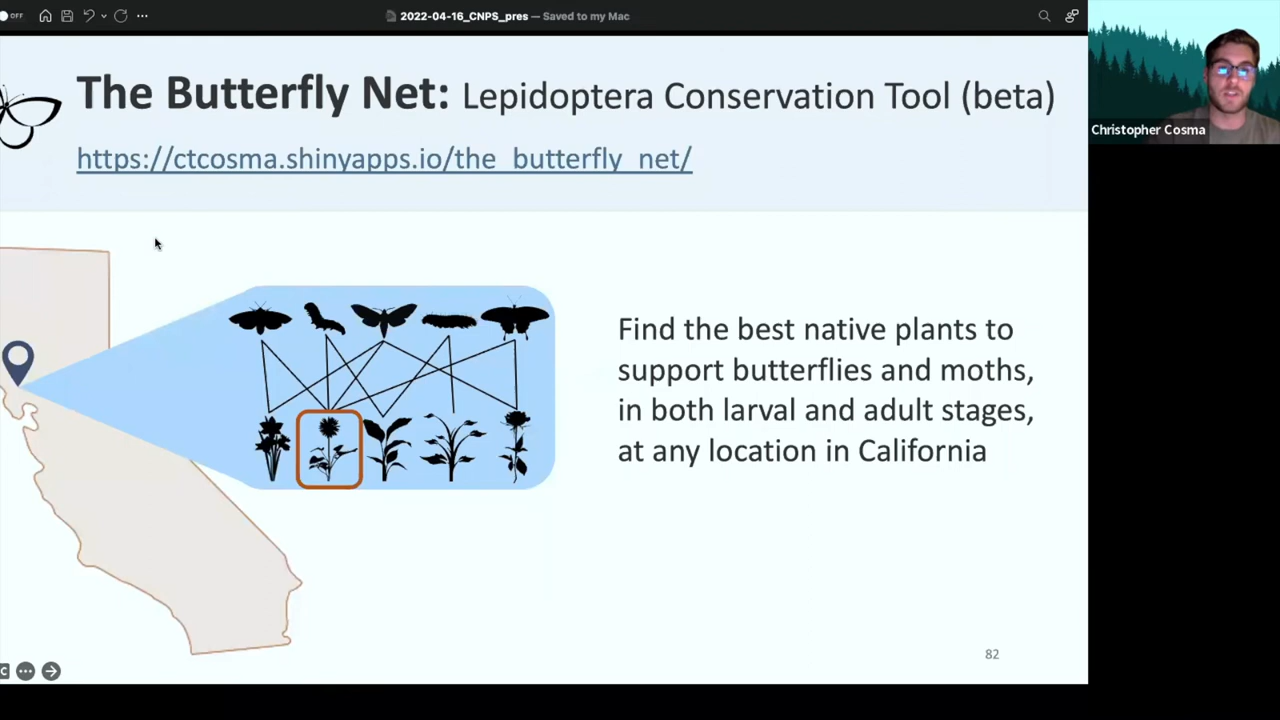 OFF
2022-04-16_CNPS_pres — Saved to my Mac
The Butterfly Net: Lepidoptera Conservation Tool (beta)
https://ctcosma.shinyapps.io/the_butterfly_net/
Christopher Cosma
Find the best native plants to
support butterflies and moths,
in both larval and adult stages,
at any location in California
82